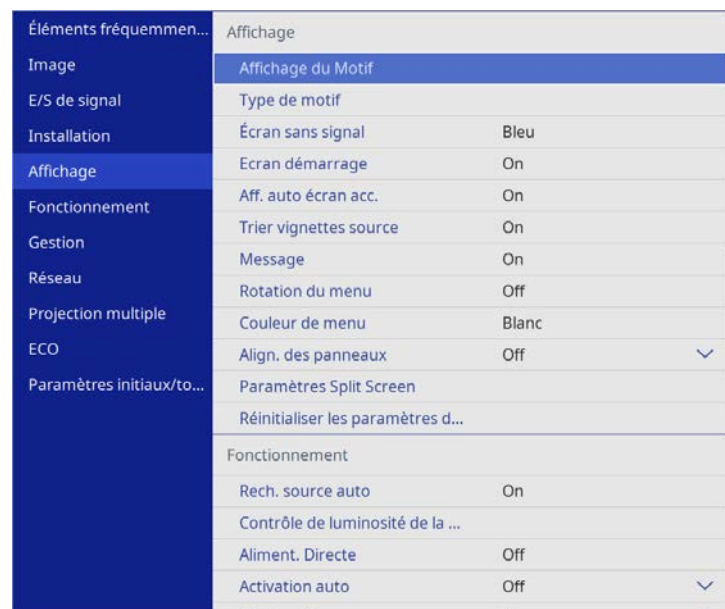 Éléments fréquemmen...
Image
E/S de signal
Installation
Affichage
Fonctionnement
Gestion
Réseau
Projection multiple
ECO
Paramètres initiaux/to...
Affichage
Affichage du Motif
Type de motif
Écran sans signal Bleu
Ecran démarrage On
Aff. auto écran acc. On
Trier vignettes source On
Message On
Rotation du menu Off
Couleur de menu Blanc
Align. des panneaux Off
Paramètres Split Screen
Réinitialiser les paramètres d...
Fonctionnement
Rech. source auto On
Contrôle de luminosité de la ...
Aliment. Directe Off
Activation auto Off